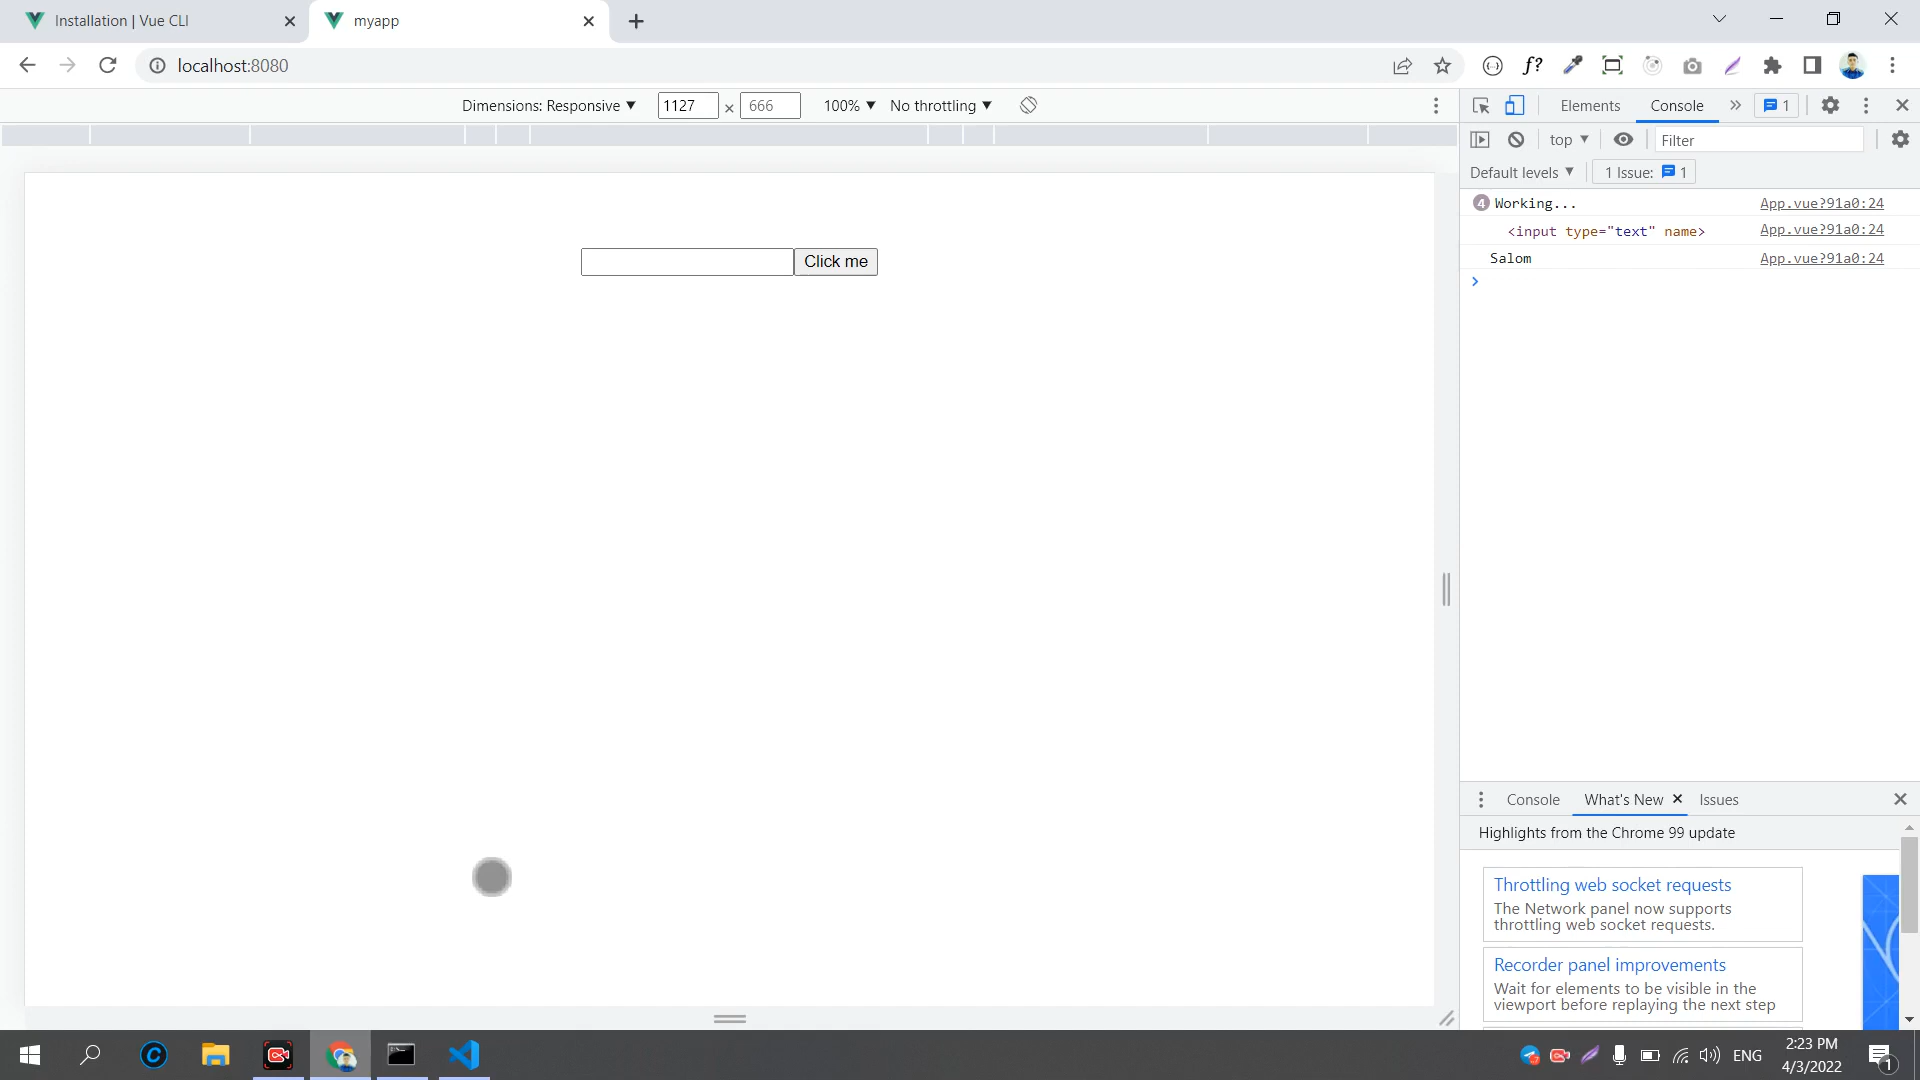 Installation | Vue CLI
myapp
localhost:8080
f?
Dimensions: Responsive ▼ 1127 × 666 100% ▼ No throttling ▼
Elements Console » 1
top ▼ Filter
Default levels ▼ 1 Issue: 1
4 Working... App.vue?91a0:24
<input type="text" name> App.vue?91a0:24
Salom App.vue?91a0:24
Click me
Console What's New Issues
Highlights from the Chrome 99 update
Throttling web socket requests
The Network panel now supports
throttling web socket requests.
Recorder panel improvements
Wait for elements to be visible in the
viewport before replaying the next step
ENG
2:23 PM
4/3/2022
1